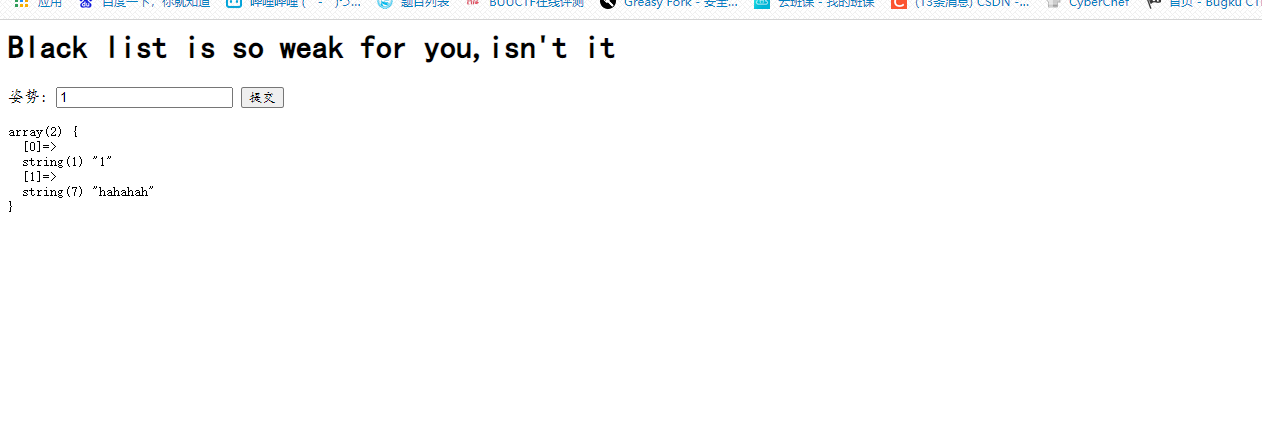 应用 百度一下，你就知道 哔哩哔哩 ( ゜- ゜)つ... 题目列表 BUUCTF在线评测 Greasy Fork - 安全... 云班课 - 我的班课 (13条消息) CSDN -... CyberChef 首页 - Bugku CT
Black list is so weak for you,isn't it
姿势: 1 提交
array(2) {
  [0]=>
  string(1) "1"
  [1]=>
  string(7) "hahahah"
}